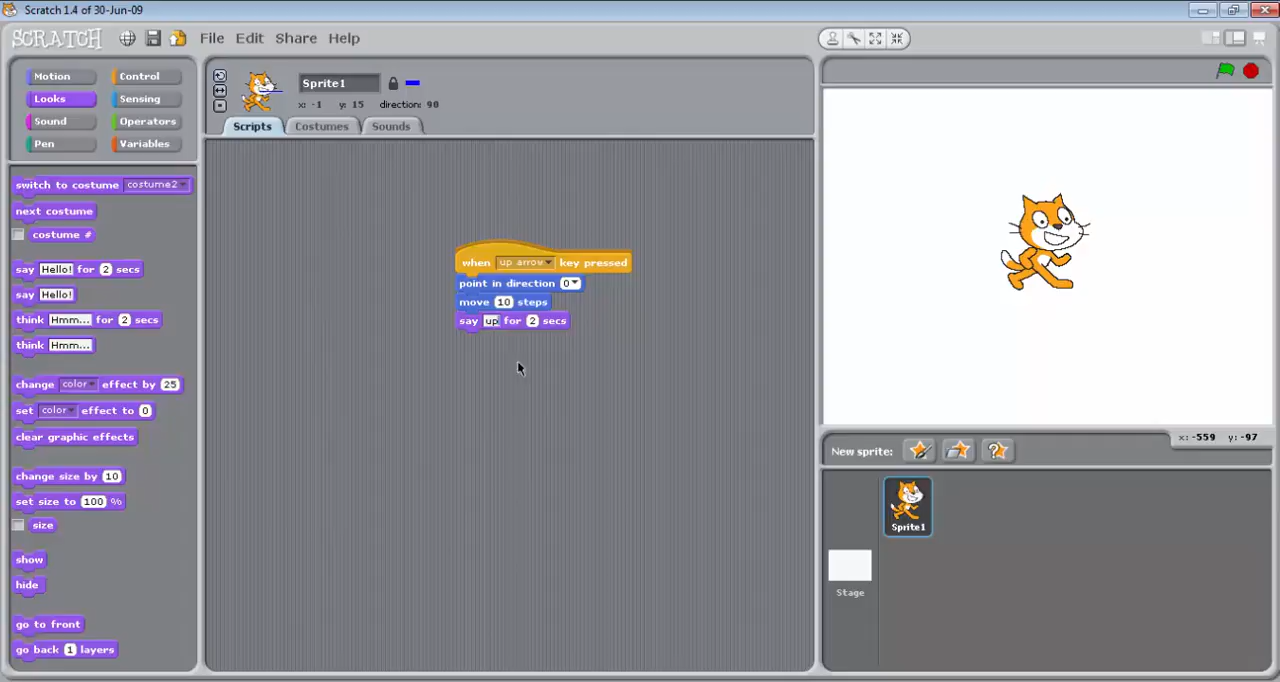 Scratch 1.4 of 30-Jun-09
SCRATCH File Edit Share Help
Motion Control
Looks Sensing
Sound Operators
Pen Variables
switch to costume costume2
next costume
costume #
say Hello! for 2 secs
say Hello!
think Hmm... for 2 secs
think Hmm...
change color effect by 25
set color effect to 0
clear graphic effects
change size by 10
set size to 100 %
size
show
hide
go to front
go back 1 layers
Sprite1
x: -1 y: 15 direction: 90
Scripts Costumes Sounds
when up arrow key pressed
point in direction 0
move 10 steps
say up for 2 secs
x: -559 y: -97
New sprite:
Sprite1
Stage